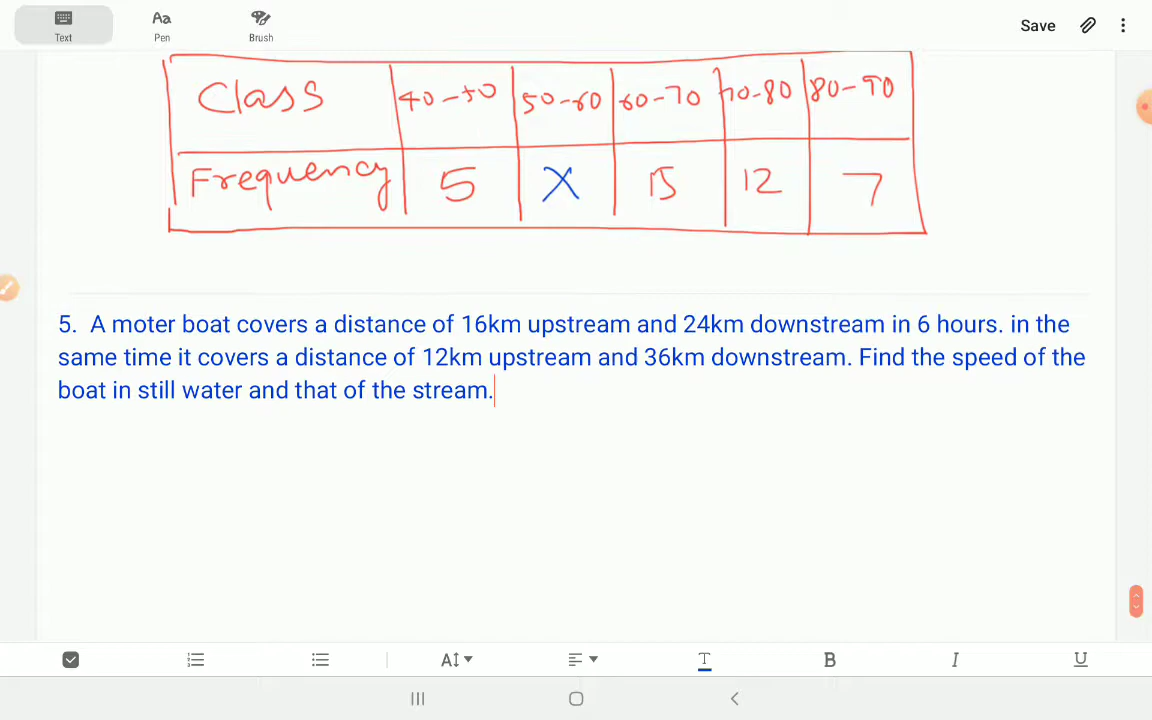 Text Pen Brush Save
Class 40-50 50-60 60-70 70-80 80-90
Frequency 5 X 15 12 7
5. A moter boat covers a distance of 16km upstream and 24km downstream in 6 hours. in the
same time it covers a distance of 12km upstream and 36km downstream. Find the speed of the
boat in still water and that of the stream.